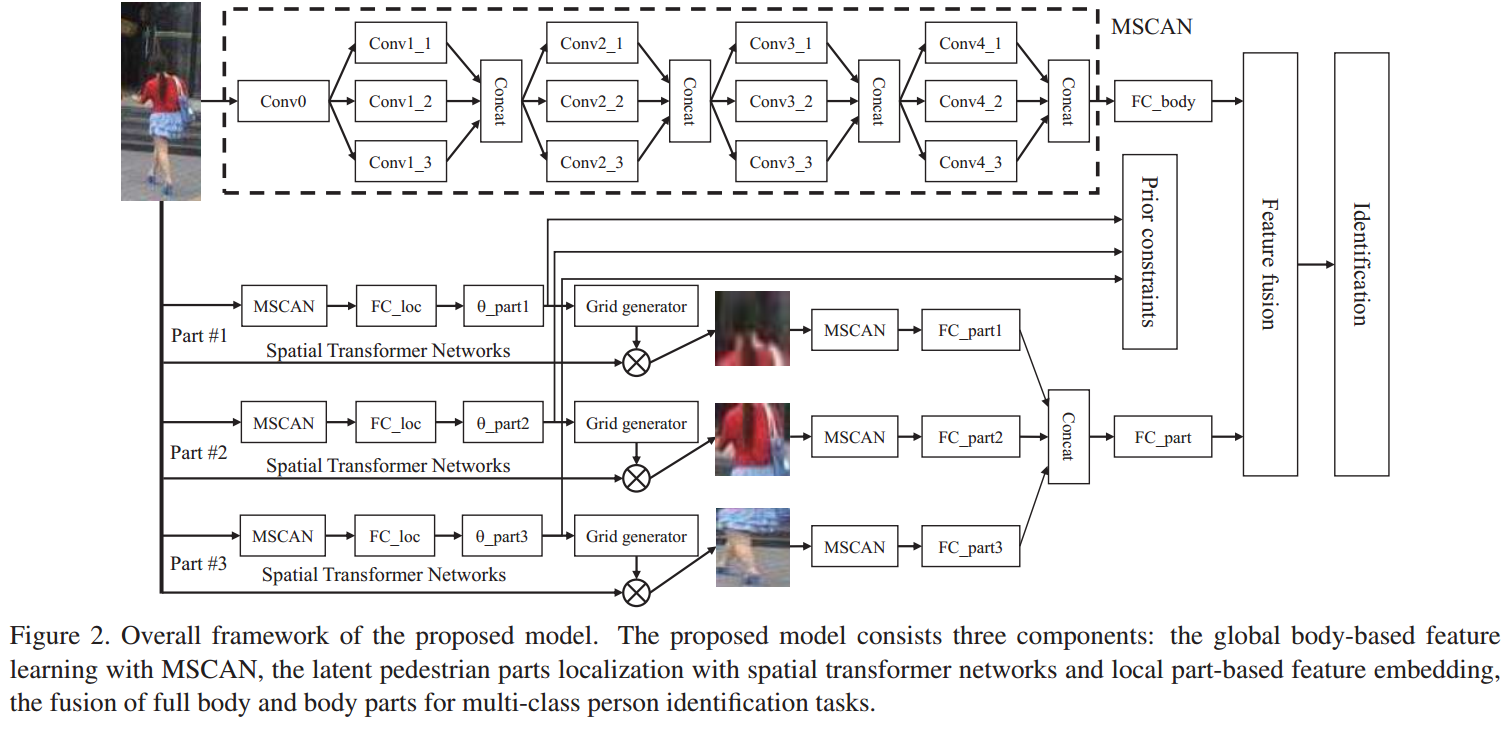 MSCAN
Conv0
Conv1_1
Conv1_2
Conv1_3
Concat
Conv2_1
Conv2_2
Conv2_3
Concat
Conv3_1
Conv3_2
Conv3_3
Concat
Conv4_1
Conv4_2
Conv4_3
Concat
FC_body
Prior constraints
Feature fusion
Identification
Part #1
MSCAN
FC_loc
θ_part1
Grid generator
Spatial Transformer Networks
MSCAN
FC_part1
Part #2
MSCAN
FC_loc
θ_part2
Grid generator
Spatial Transformer Networks
MSCAN
FC_part2
Part #3
MSCAN
FC_loc
θ_part3
Grid generator
Spatial Transformer Networks
MSCAN
FC_part3
Concat
FC_part
Figure 2. Overall framework of the proposed model. The proposed model consists three components: the global body-based feature
learning with MSCAN, the latent pedestrian parts localization with spatial transformer networks and local part-based feature embedding,
the fusion of full body and body parts for multi-class person identification tasks.